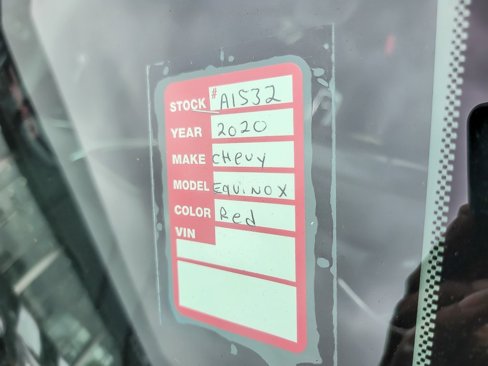 STOCK # A1532
YEAR 2020
MAKE CHEVY
MODEL EQUINOX
COLOR Red
VIN